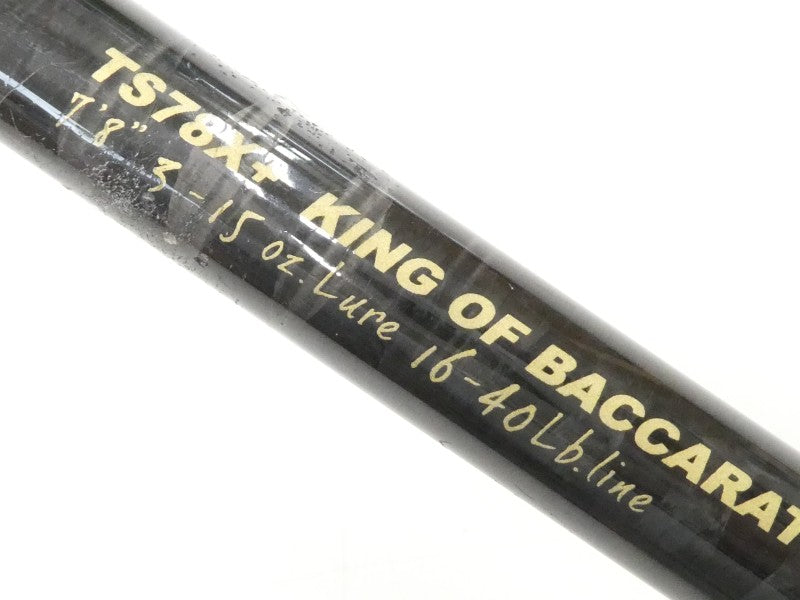 TS78X+ KING OF BACCARAT
7'8" 3-15 oz. Lure 16-40Lb.line